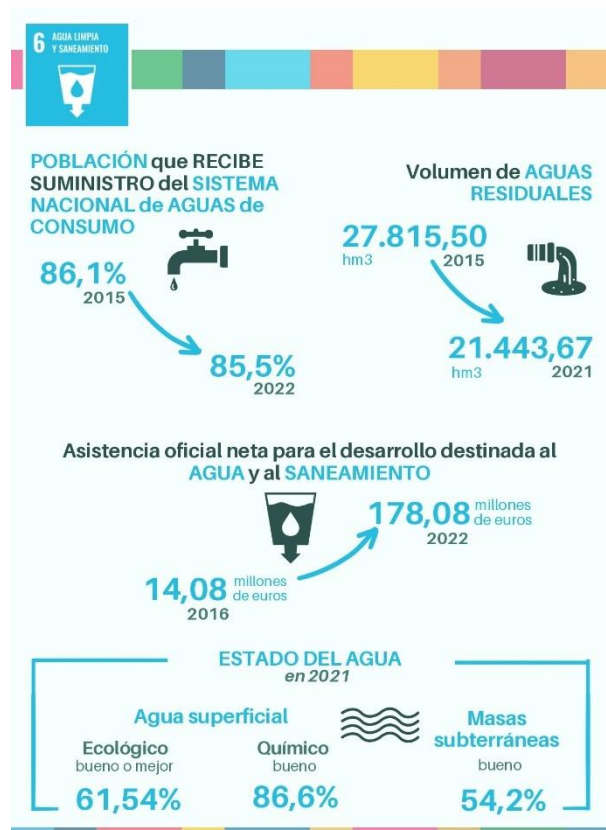 6 AGUA LIMPIA
Y SANEAMIENTO
POBLACIÓN que RECIBE
SUMINISTRO del SISTEMA
NACIONAL de AGUAS de
CONSUMO
86,1%
2015
85,5%
2022
Volumen de AGUAS
RESIDUALES
27.815,50
hm3 2015
21.443,67
hm3 2021
Asistencia oficial neta para el desarrollo destinada al
AGUA y al SANEAMIENTO
178,08 millones
de euros
2022
14,08 millones
de euros
2016
ESTADO DEL AGUA
en 2021
Agua superficial
Ecológico
bueno o mejor
61,54%
Químico
bueno
86,6%
Masas
subterráneas
bueno
54,2%